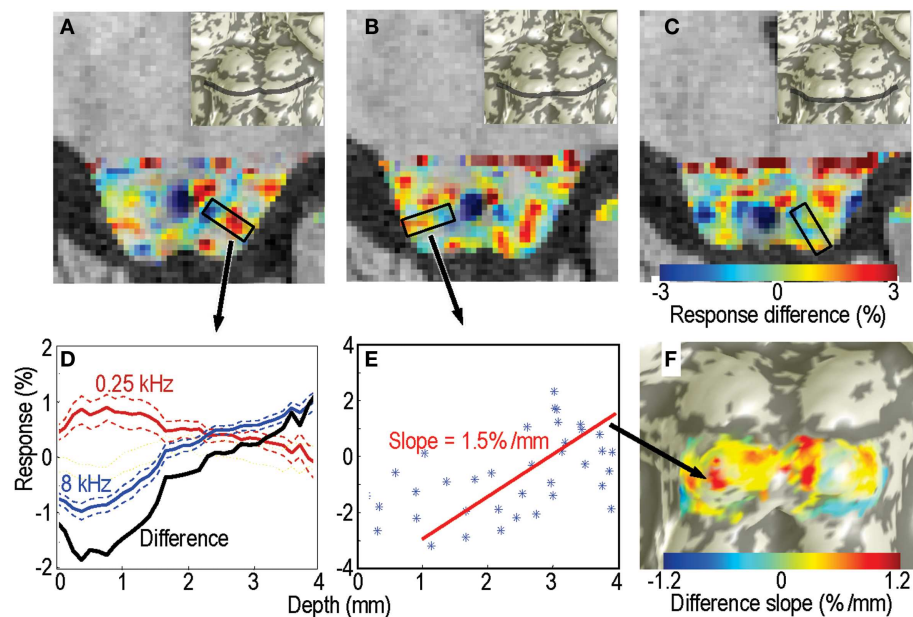 A
B
C
-3 0 3
Response difference (%)
D
0.25 kHz
8 kHz
Difference
Response (%)
2
1
0
-1
-2
0 1 2 3 4
Depth (mm)
E
Slope = 1.5%/mm
4
2
0
-2
-4
0 1 2 3 4
F
-1.2 0 1.2
Difference slope (%/mm)